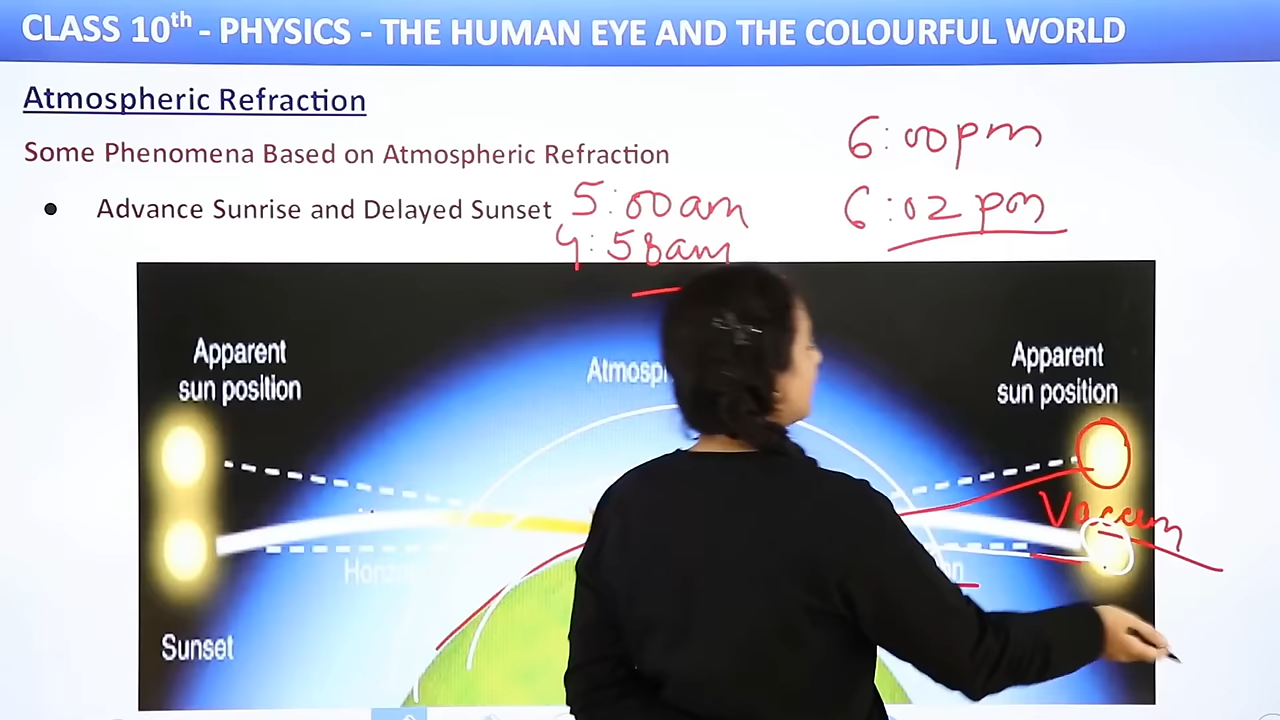 CLASS 10th - PHYSICS - THE HUMAN EYE AND THE COLOURFUL WORLD
Atmospheric Refraction
Some Phenomena Based on Atmospheric Refraction
6:00pm
● Advance Sunrise and Delayed Sunset
5:00am
6:02 pm
4:58am
Apparent
sun position
Apparent
sun position
Vaccum
Sunset